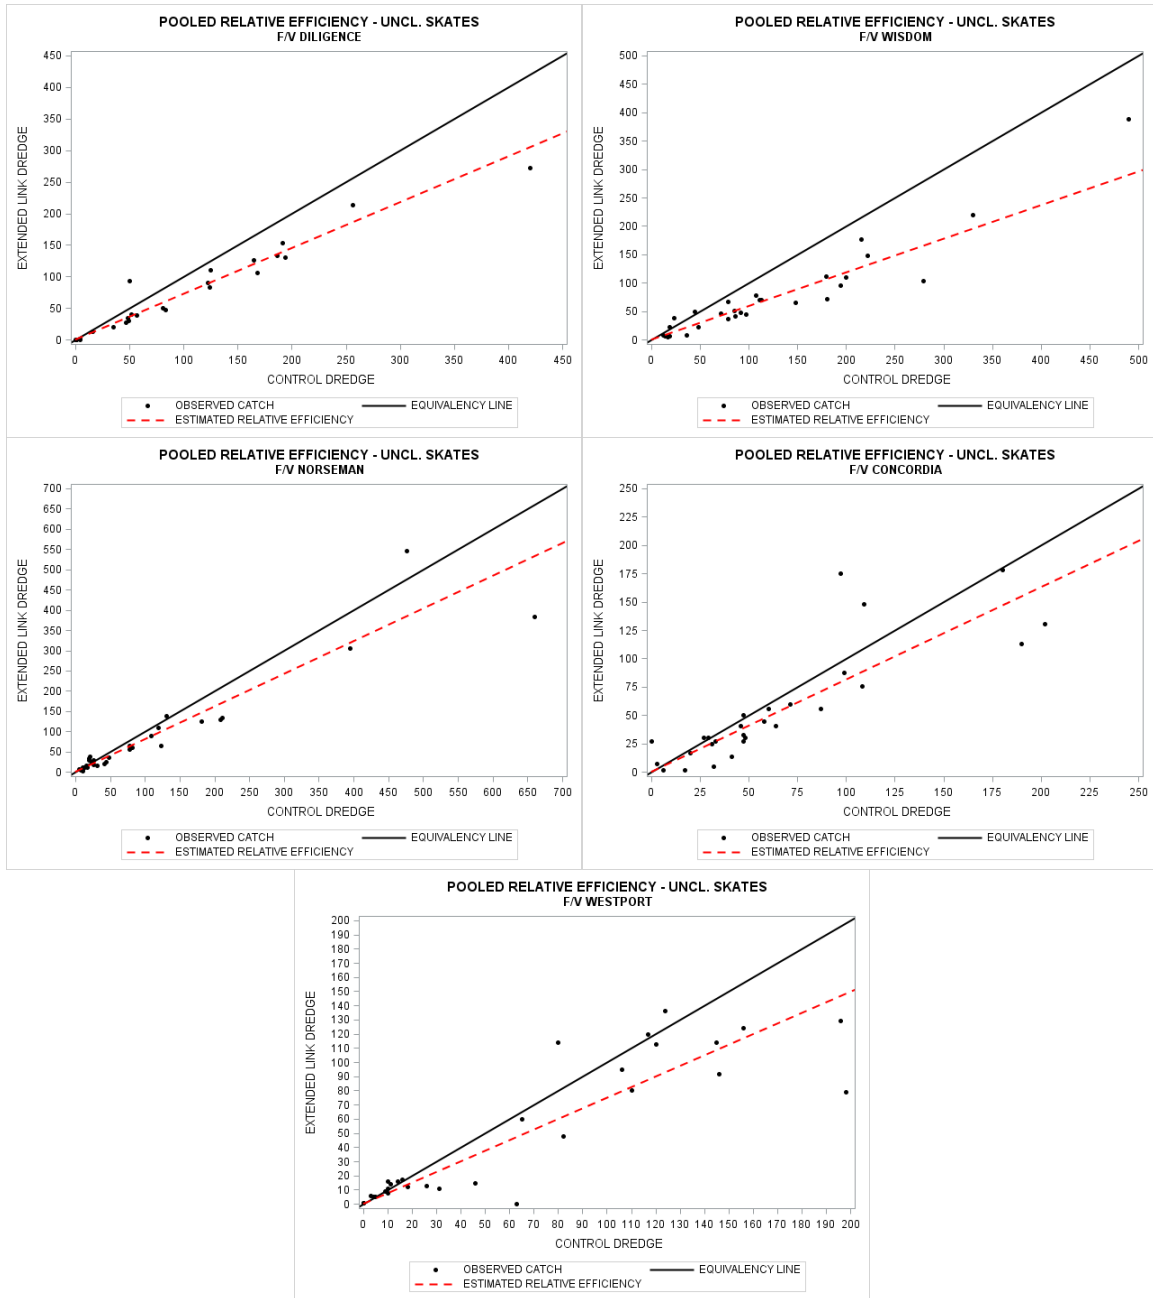 POOLED RELATIVE EFFICIENCY - UNCL. SKATES
F/V DILIGENCE
EXTENDED LINK DREDGE
450
400
350
300
250
200
150
100
50
0
0 50 100 150 200 250 300 350 400 450
CONTROL DREDGE
OBSERVED CATCH EQUIVALENCY LINE
ESTIMATED RELATIVE EFFICIENCY
POOLED RELATIVE EFFICIENCY - UNCL. SKATES
F/V WISDOM
EXTENDED LINK DREDGE
500
450
400
350
300
250
200
150
100
50
0
0 50 100 150 200 250 300 350 400 450 500
CONTROL DREDGE
OBSERVED CATCH EQUIVALENCY LINE
ESTIMATED RELATIVE EFFICIENCY
POOLED RELATIVE EFFICIENCY - UNCL. SKATES
F/V NORSEMAN
EXTENDED LINK DREDGE
700
650
600
550
500
450
400
350
300
250
200
150
100
50
0
0 50 100 150 200 250 300 350 400 450 500 550 600 650 700
CONTROL DREDGE
OBSERVED CATCH EQUIVALENCY LINE
ESTIMATED RELATIVE EFFICIENCY
POOLED RELATIVE EFFICIENCY - UNCL. SKATES
F/V CONCORDIA
EXTENDED LINK DREDGE
250
225
200
175
150
125
100
75
50
25
0
0 25 50 75 100 125 150 175 200 225 250
CONTROL DREDGE
OBSERVED CATCH EQUIVALENCY LINE
ESTIMATED RELATIVE EFFICIENCY
POOLED RELATIVE EFFICIENCY - UNCL. SKATES
F/V WESTPORT
EXTENDED LINK DREDGE
200
190
180
170
160
150
140
130
120
110
100
90
80
70
60
50
40
30
20
10
0
0 10 20 30 40 50 60 70 80 90 100 110 120 130 140 150 160 170 180 190 200
CONTROL DREDGE
OBSERVED CATCH EQUIVALENCY LINE
ESTIMATED RELATIVE EFFICIENCY